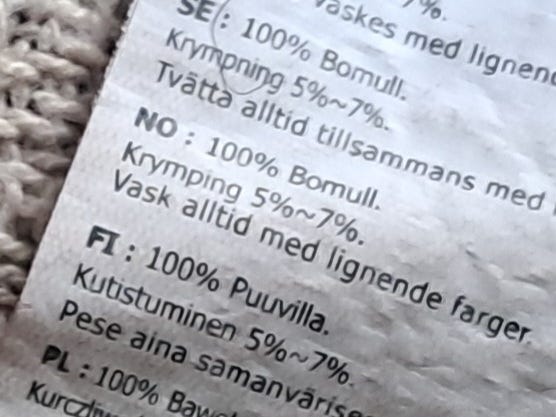 7%.
vaskes med lignende
SE : 100% Bomull.
Krympning 5%~7%.
Tvätta alltid tillsammans med
NO : 100% Bomull.
Krymping 5%~7%.
Vask alltid med lignende farger.
FI : 100% Puuvilla.
Kutistuminen 5%~7%.
Pese aina
PL : 100%